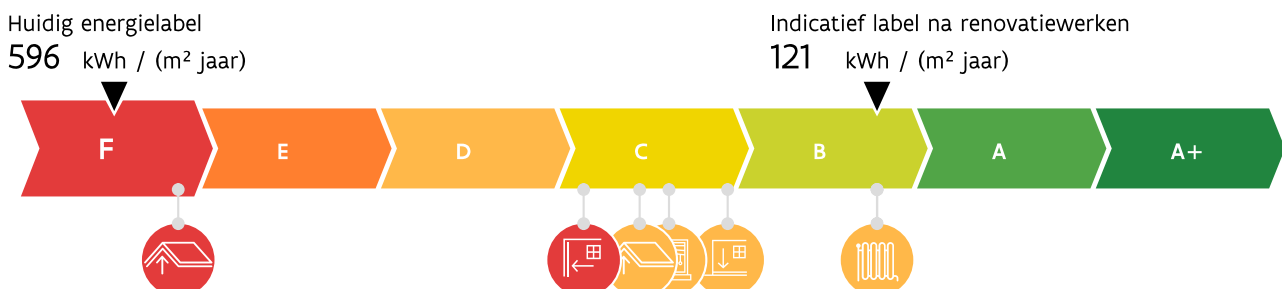 Huidig energielabel
596 kWh / (m² jaar)
Indicatief label na renovatiewerken
121 kWh / (m² jaar)
F E D C B A A+